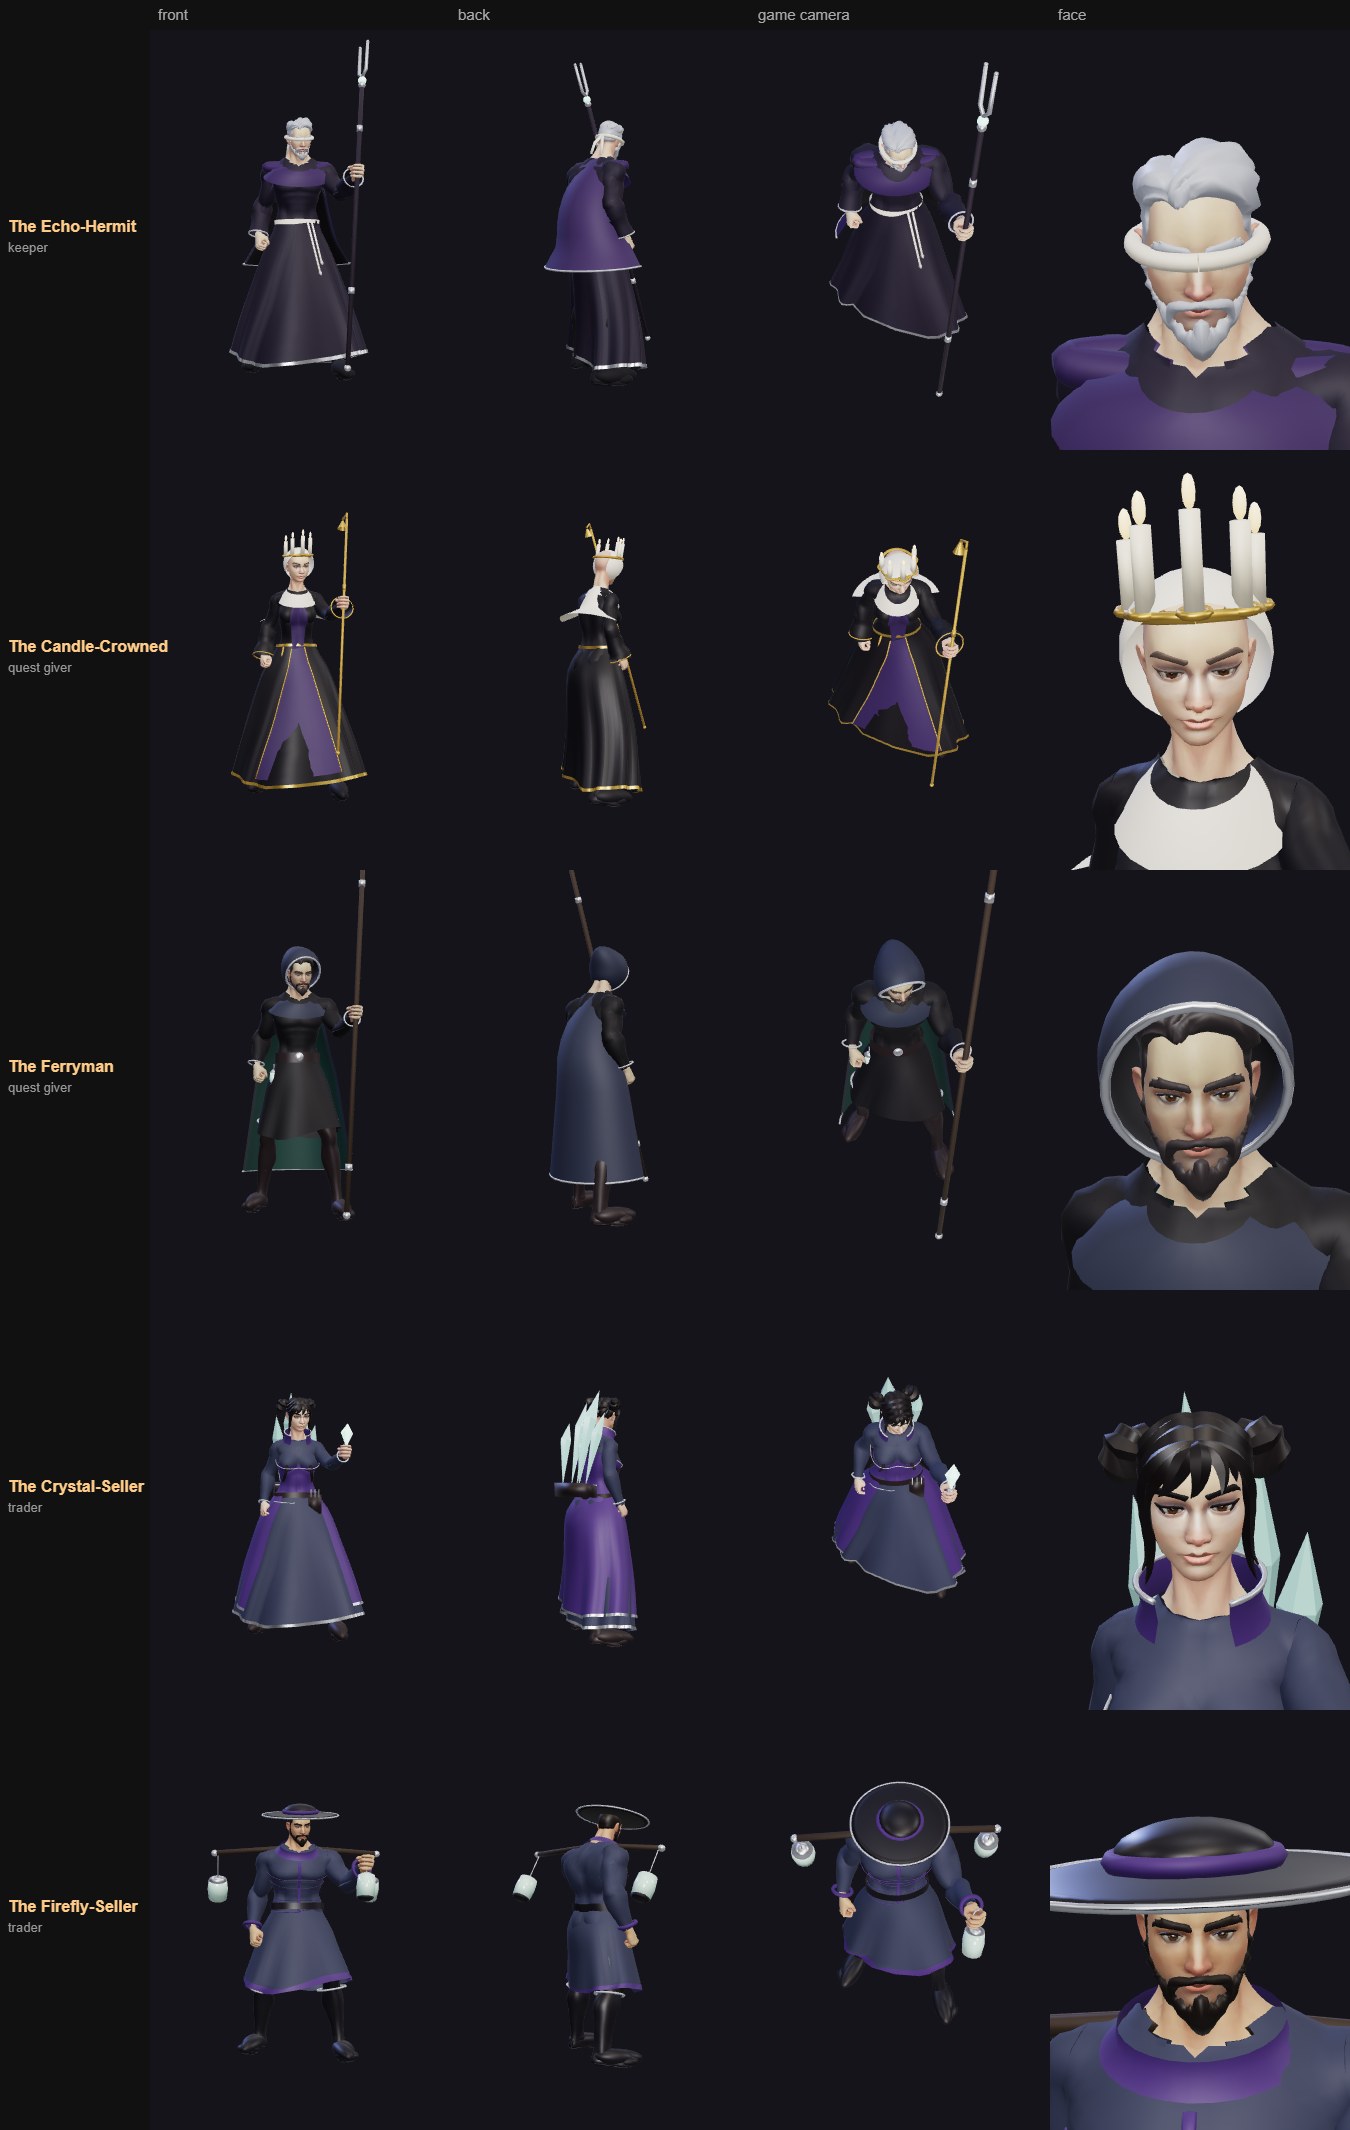 front back game camera face
The Echo-Hermit
keeper
The Candle-Crowned
quest giver
The Ferryman
quest giver
The Crystal-Seller
trader
The Firefly-Seller
trader